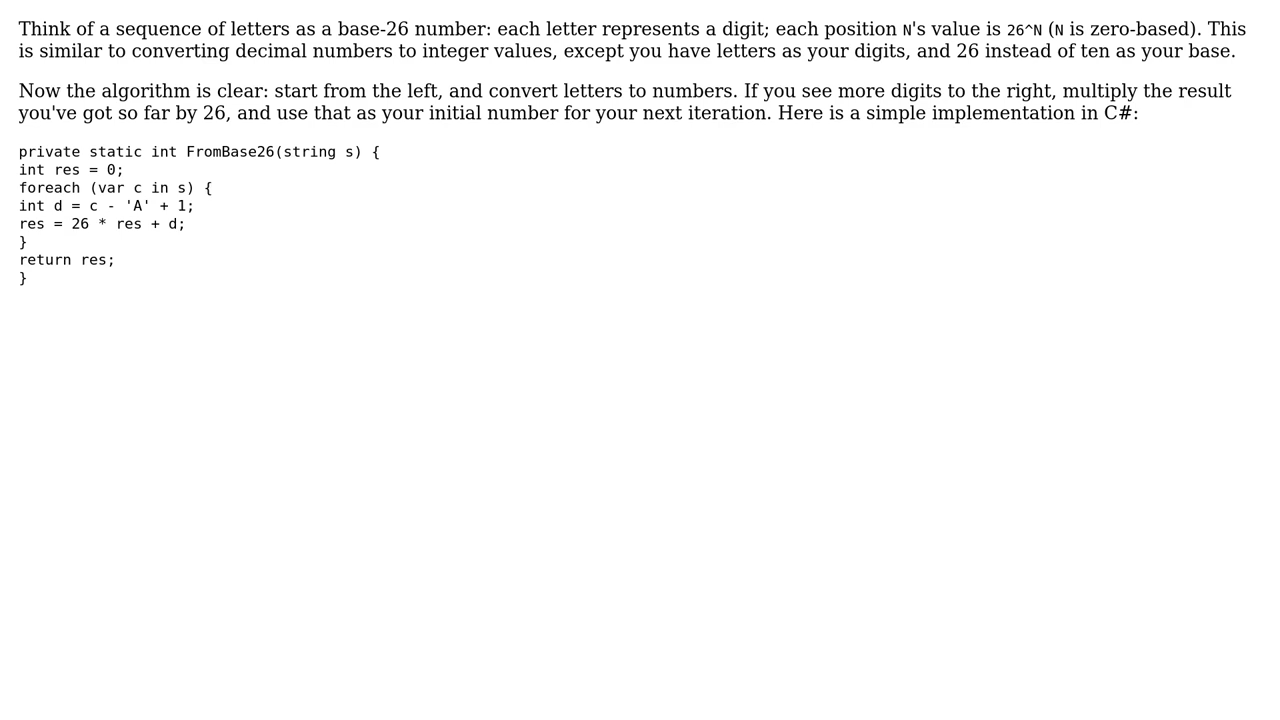 Think of a sequence of letters as a base-26 number: each letter represents a digit; each position N's value is 26^N (N is zero-based). This
is similar to converting decimal numbers to integer values, except you have letters as your digits, and 26 instead of ten as your base.
Now the algorithm is clear: start from the left, and convert letters to numbers. If you see more digits to the right, multiply the result
you've got so far by 26, and use that as your initial number for your next iteration. Here is a simple implementation in C#:
private static int FromBase26(string s) {
int res = 0;
foreach (var c in s) {
int d = c - 'A' + 1;
res = 26 * res + d;
}
return res;
}